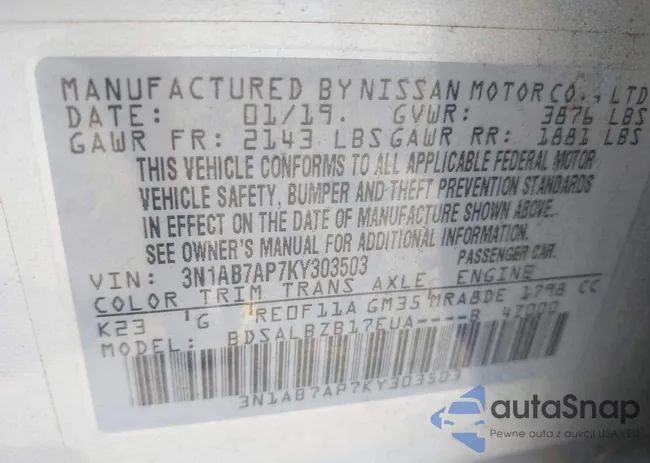 MANUFACTURED BY NISSAN MOTOR CO., LTD
DATE: 01/19. GVWR: 3876 LBS
GAWR FR: 2143 LBS GAWR RR: 1881 LBS
THIS VEHICLE CONFORMS TO ALL APPLICABLE FEDERAL MOTOR
VEHICLE SAFETY, BUMPER AND THEFT PREVENTION STANDARDS
IN EFFECT ON THE DATE OF MANUFACTURE SHOWN ABOVE.
SEE OWNER'S MANUAL FOR ADDITIONAL INFORMATION.
VIN: 3N1AB7AP7KY303503 PASSENGER CAR.
COLOR TRIM TRANS AXLE ENGINE
K23 G RE0F11A GM35 MRA8DE 1798 CC
MODEL: BDSALBZB17EUA----B 47000
3N1AB7AP7KY303503
autaSnap
Pewne auta z aukcji USA i EU